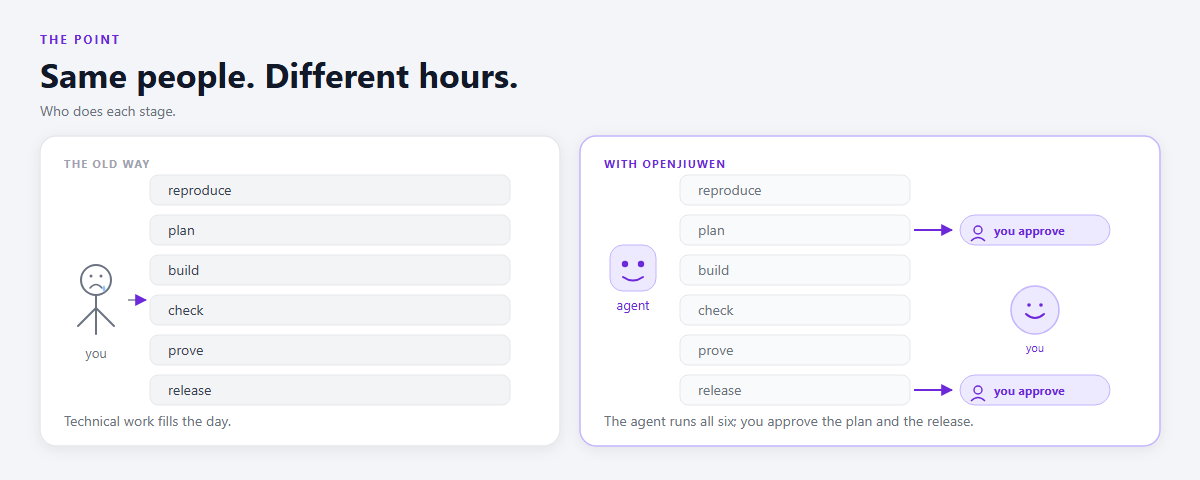 THE POINT
Same people. Different hours.
Who does each stage.
THE OLD WAY
reproduce
plan
build
check
prove
release
you
Technical work fills the day.
WITH OPENJIUWEN
reproduce
plan
you approve
build
agent
check
you
prove
release
you approve
The agent runs all six; you approve the plan and the release.